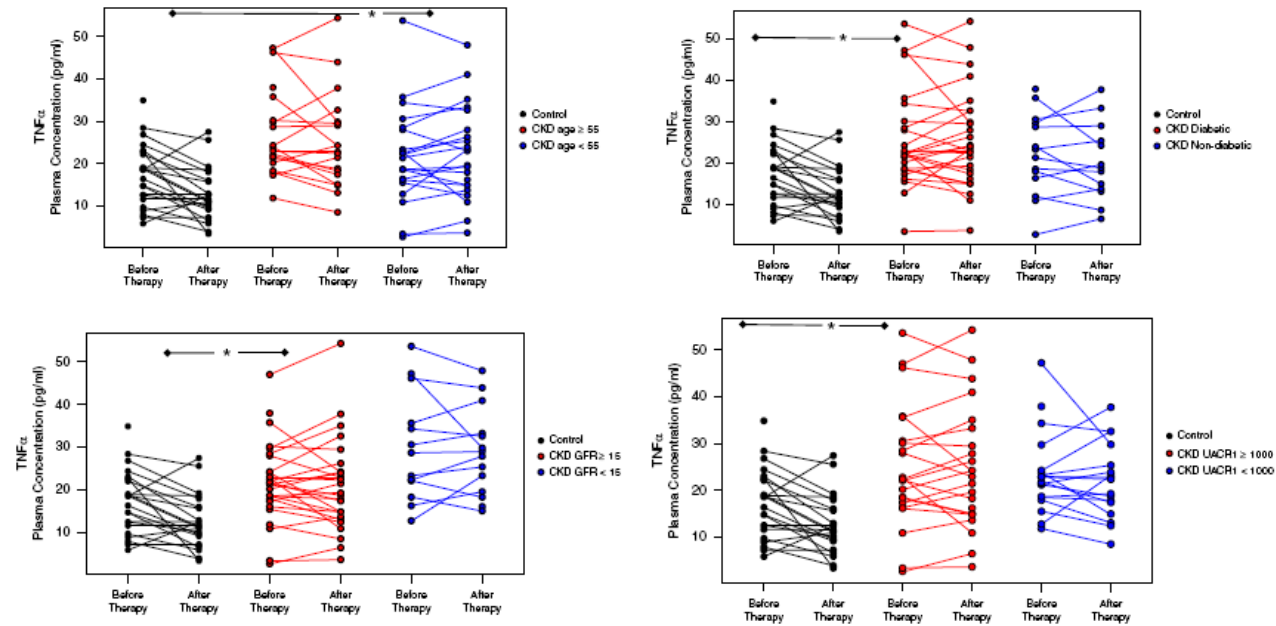 *
TNFα
Plasma Concentration (pg/ml)
50
40
30
20
10
Before Therapy
After Therapy
Before Therapy
After Therapy
Before Therapy
After Therapy
Control
CKD age ≥ 55
CKD age < 55
*
TNFα
Plasma Concentration (pg/ml)
50
40
30
20
10
Before Therapy
After Therapy
Before Therapy
After Therapy
Before Therapy
After Therapy
Control
CKD Diabetic
CKD Non-diabetic
*
TNFα
Plasma Concentration (pg/ml)
50
40
30
20
10
Before Therapy
After Therapy
Before Therapy
After Therapy
Before Therapy
After Therapy
Control
CKD GFR ≥ 15
CKD GFR < 15
*
TNFα
Plasma Concentration (pg/ml)
50
40
30
20
10
Before Therapy
After Therapy
Before Therapy
After Therapy
Before Therapy
After Therapy
Control
CKD UACR1 ≥ 1000
CKD UACR1 < 1000